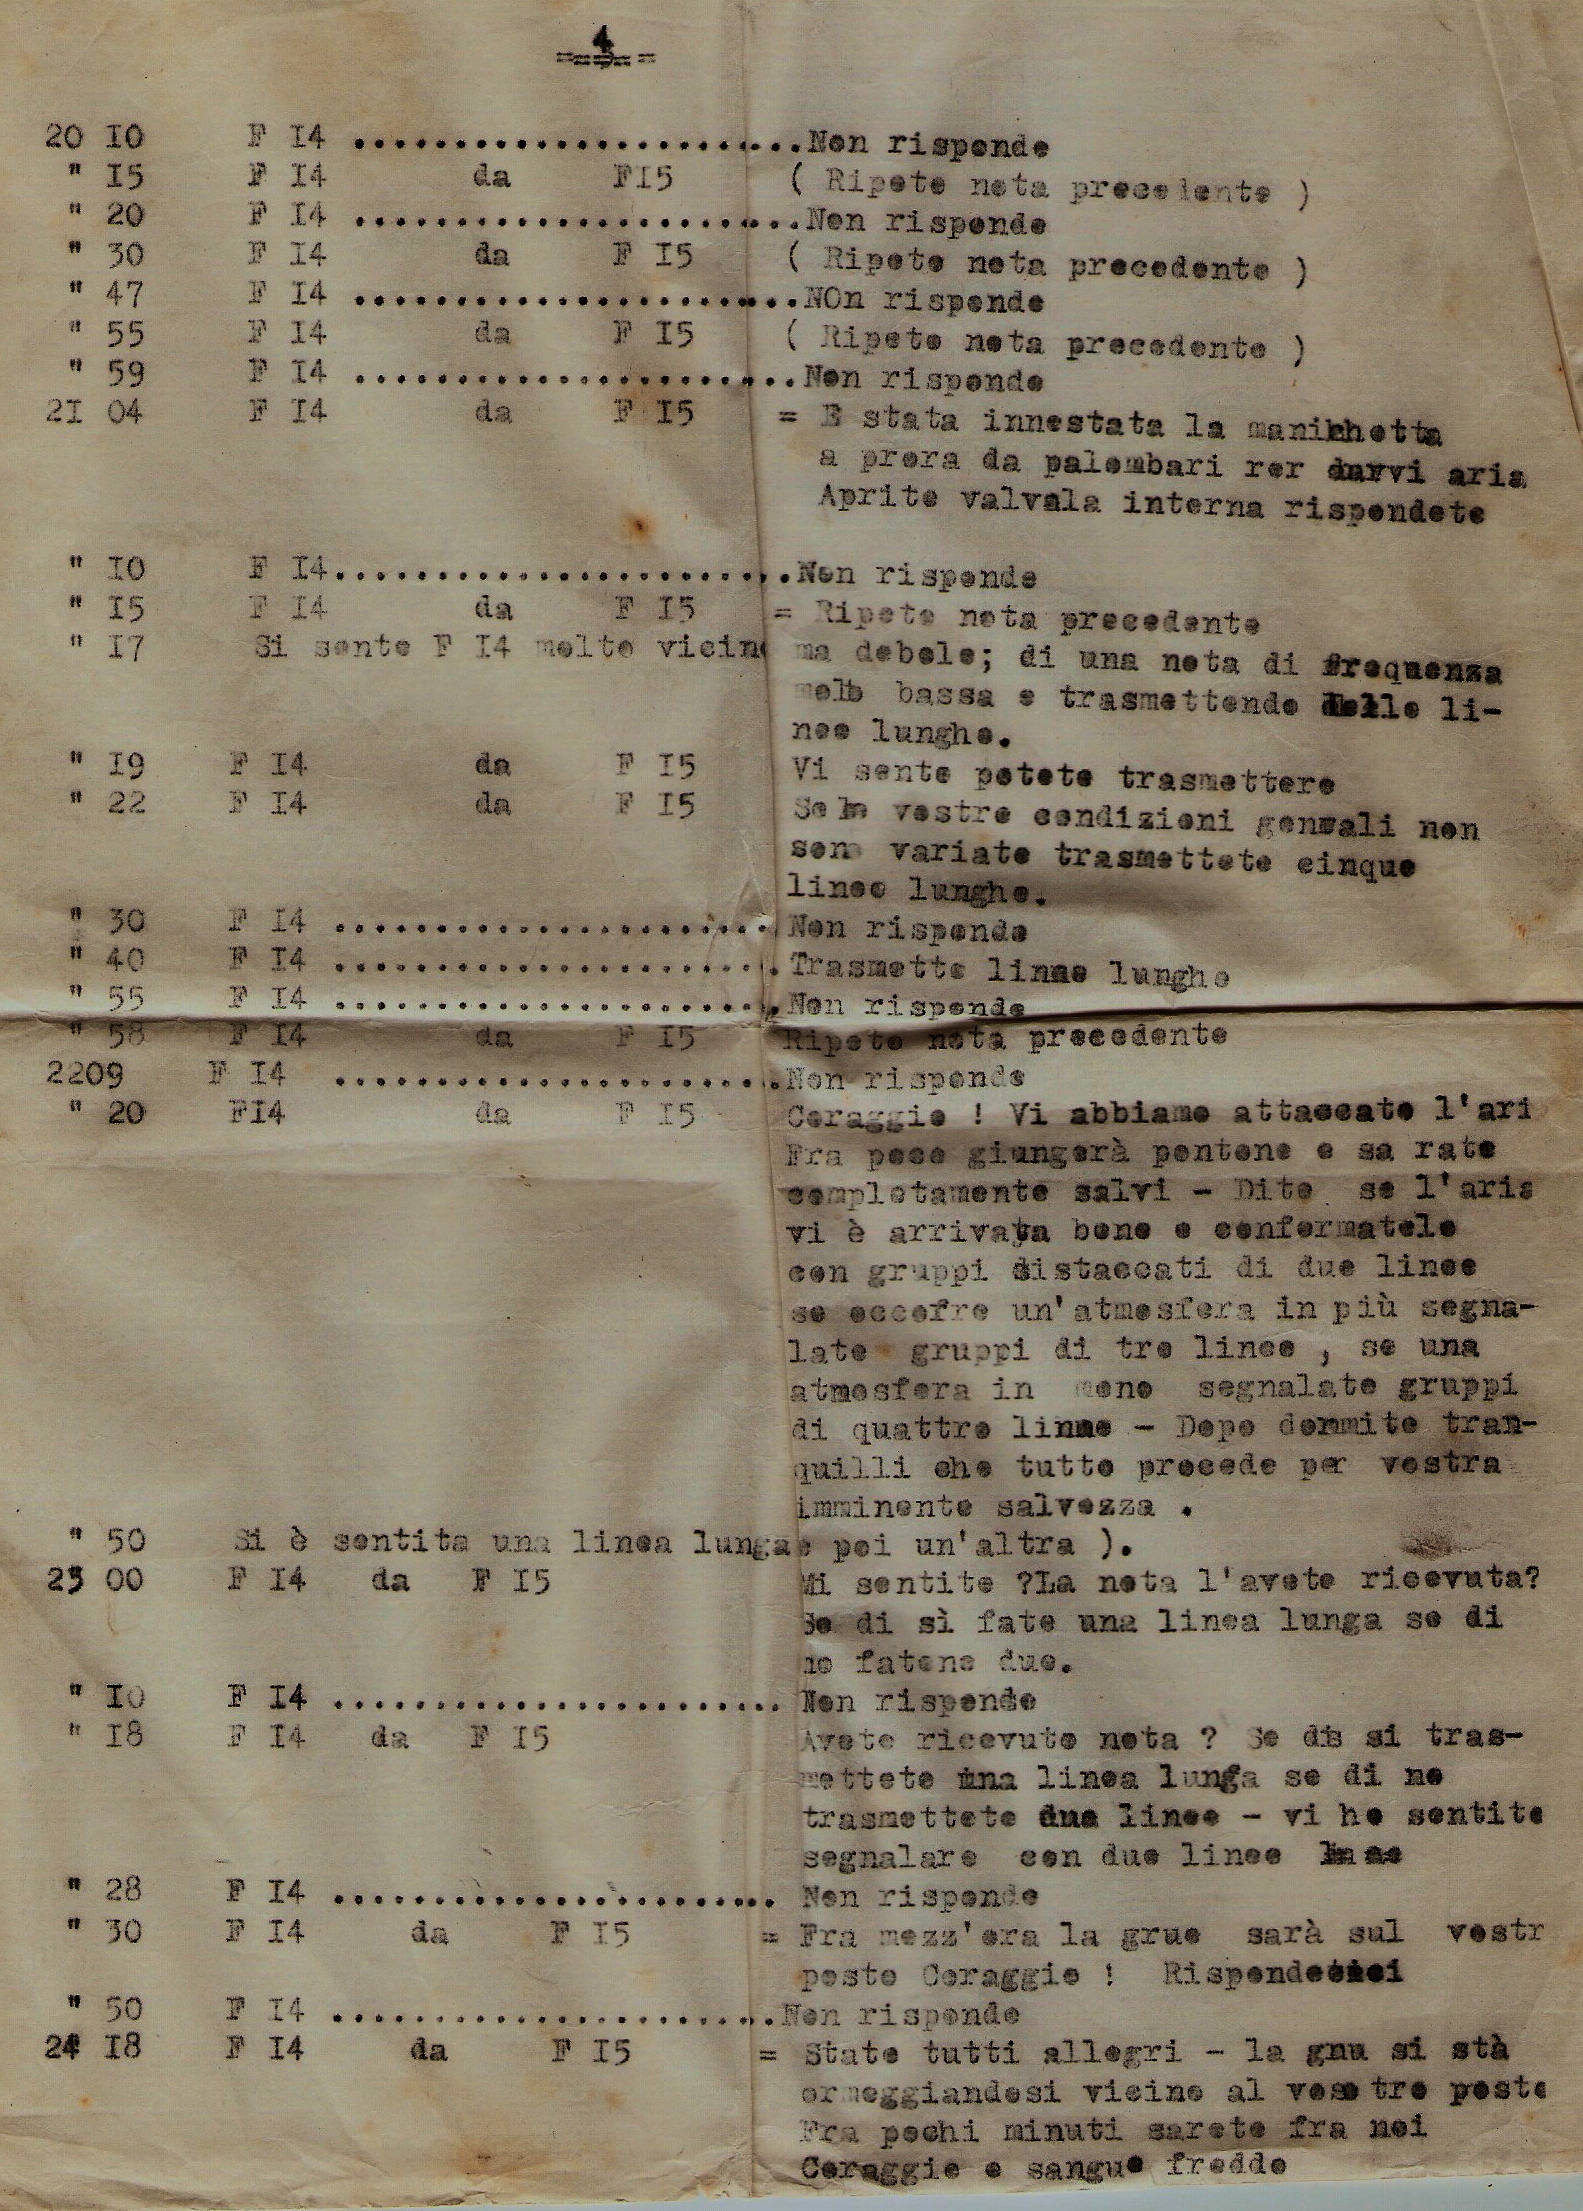 4
20 I0 F I4 .......................Non risponde
" I5 F I4 da FI5 ( Ripeto nota precedente )
" 20 F I4 .......................Non risponde
" 30 F I4 da F I5 ( Ripeto nota precedente )
" 47 F I4 .......................NOn risponde
" 55 F I4 da F I5 ( Ripeto nota precedente )
" 59 F I4 .......................Non risponde
2I 04 F I4 da F I5 = E stata innestata la manichetta
a prora da palombari rer darvi aria
Aprite valvala interna rispondete
" I0 F I4.......................Non risponde
" I5 F I4 da F I5 = Ripeto nota precedente
" I7 Si sente F I4 molto vicino ma debole; di una nota di frequenza
molto bassa e trasmettendo delle li-
nee lunghe.
" I9 F I4 da F I5 Vi sento potete trasmettere
" 22 F I4 da F I5 Se le vostre condizioni generali non
sono variate trasmettete cinque
linee lunghe.
" 30 F I4 .......................Non risponde
" 40 F I4 .......................Trasmette linee lunghe
" 55 F I4 .......................Non risponde
" 58 F I4 da F I5 Ripeto nota precedente
2209 F I4 .......................Non risponde
" 20 FI4 da F I5 Coraggio ! Vi abbiamo attaccato l'ari
Fra poco giungerà pontone e sa rate
completamente salvi - Dite se l'aria
vi è arrivata bene e confermatelo
con gruppi distaccati di due linee
se occofre un'atmosfera in più segna-
late gruppi di tre linee , se una
atmosfera in meno segnalate gruppi
di quattro linee - Dopo dormite tran-
quilli che tutto procede per vostra
imminente salvezza .
" 50 Si è sentita una linea lunga e poi un'altra ).
23 00 F I4 da F I5 Mi sentite ?La nota l'avete ricevuta?
Se di sì fate una linea lunga se di
no fatene due.
" I0 F I4 ....................... Non risponde
" I8 F I4 da F I5 Avete ricevuto nota ? Se di si tras-
mettete una linea lunga se di no
trasmettete due linee - vi ho sentito
segnalare con due linee
" 28 F I4 ....................... Non risponde
" 30 F I4 da F I5 = Fra mezz'ora la grue sarà sul vostr
posto Coraggio ! Rispondeteci
" 50 F I4 .......................Non risponde
24 I8 F I4 da F I5 = State tutti allegri - la gru si stà
ormeggiandosi vicino al vostro posto
Fra pochi minuti sarete fra noi
Coraggio e sangue freddo